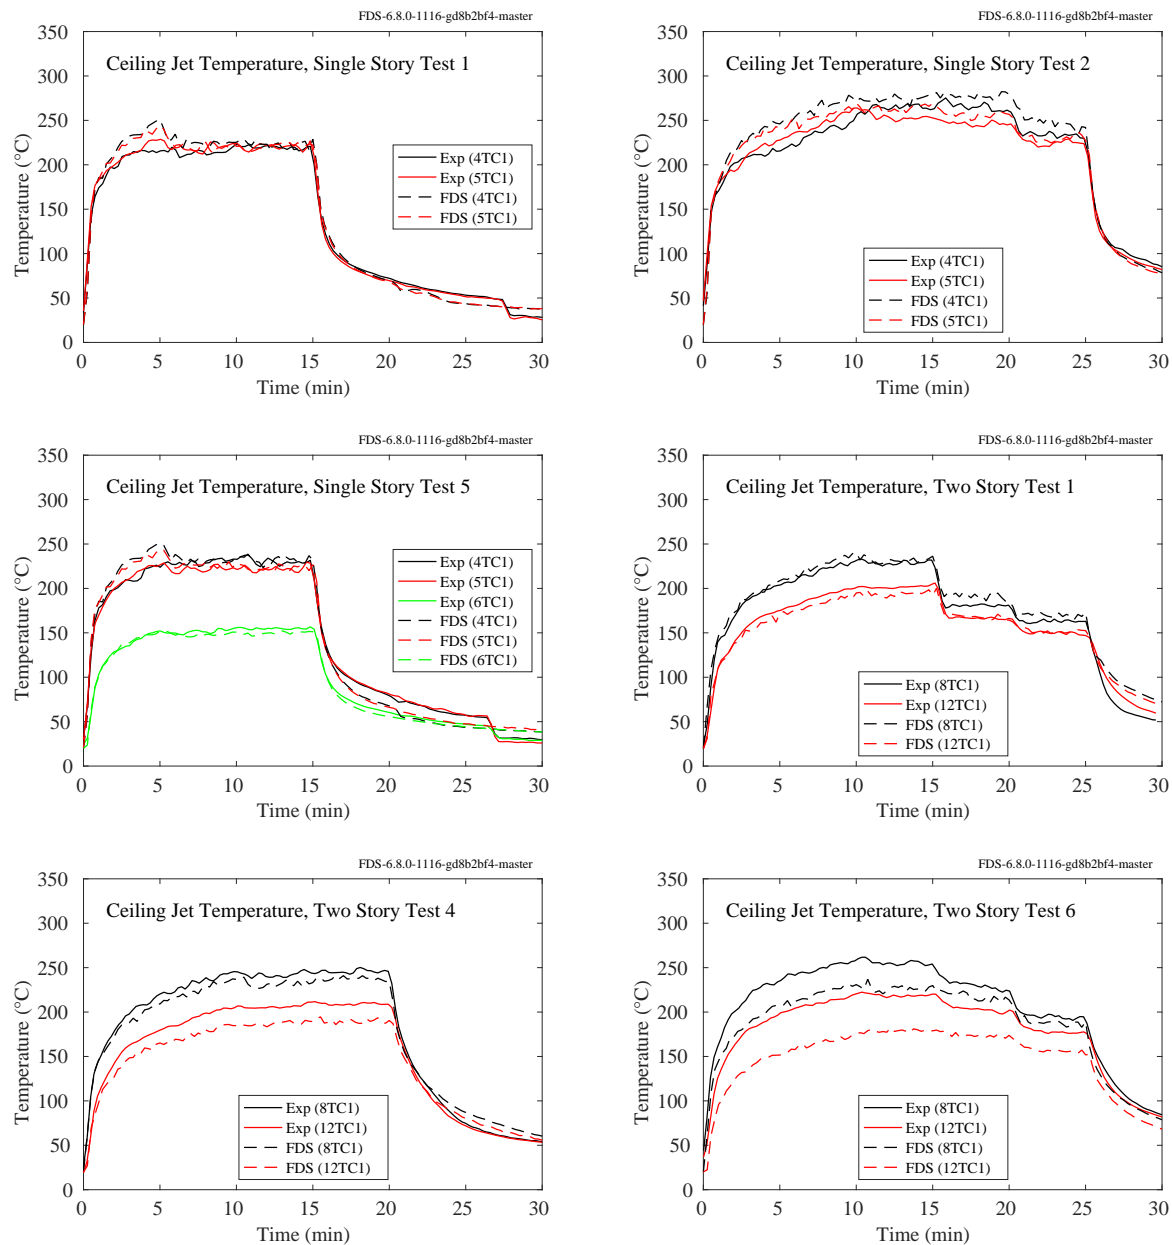 FDS-6.8.0-1116-gd8b2bf4-master
Ceiling Jet Temperature, Single Story Test 1
Temperature (°C)
350
300
250
200
150
100
50
0
Exp (4TC1)
Exp (5TC1)
FDS (4TC1)
FDS (5TC1)
0 5 10 15 20 25 30
Time (min)
FDS-6.8.0-1116-gd8b2bf4-master
Ceiling Jet Temperature, Single Story Test 2
Temperature (°C)
350
300
250
200
150
100
50
0
Exp (4TC1)
Exp (5TC1)
FDS (4TC1)
FDS (5TC1)
0 5 10 15 20 25 30
Time (min)
FDS-6.8.0-1116-gd8b2bf4-master
Ceiling Jet Temperature, Single Story Test 5
Temperature (°C)
350
300
250
200
150
100
50
0
Exp (4TC1)
Exp (5TC1)
Exp (6TC1)
FDS (4TC1)
FDS (5TC1)
FDS (6TC1)
0 5 10 15 20 25 30
Time (min)
FDS-6.8.0-1116-gd8b2bf4-master
Ceiling Jet Temperature, Two Story Test 1
Temperature (°C)
350
300
250
200
150
100
50
0
Exp (8TC1)
Exp (12TC1)
FDS (8TC1)
FDS (12TC1)
0 5 10 15 20 25 30
Time (min)
FDS-6.8.0-1116-gd8b2bf4-master
Ceiling Jet Temperature, Two Story Test 4
Temperature (°C)
350
300
250
200
150
100
50
0
Exp (8TC1)
Exp (12TC1)
FDS (8TC1)
FDS (12TC1)
0 5 10 15 20 25 30
Time (min)
FDS-6.8.0-1116-gd8b2bf4-master
Ceiling Jet Temperature, Two Story Test 6
Temperature (°C)
350
300
250
200
150
100
50
0
Exp (8TC1)
Exp (12TC1)
FDS (8TC1)
FDS (12TC1)
0 5 10 15 20 25 30
Time (min)